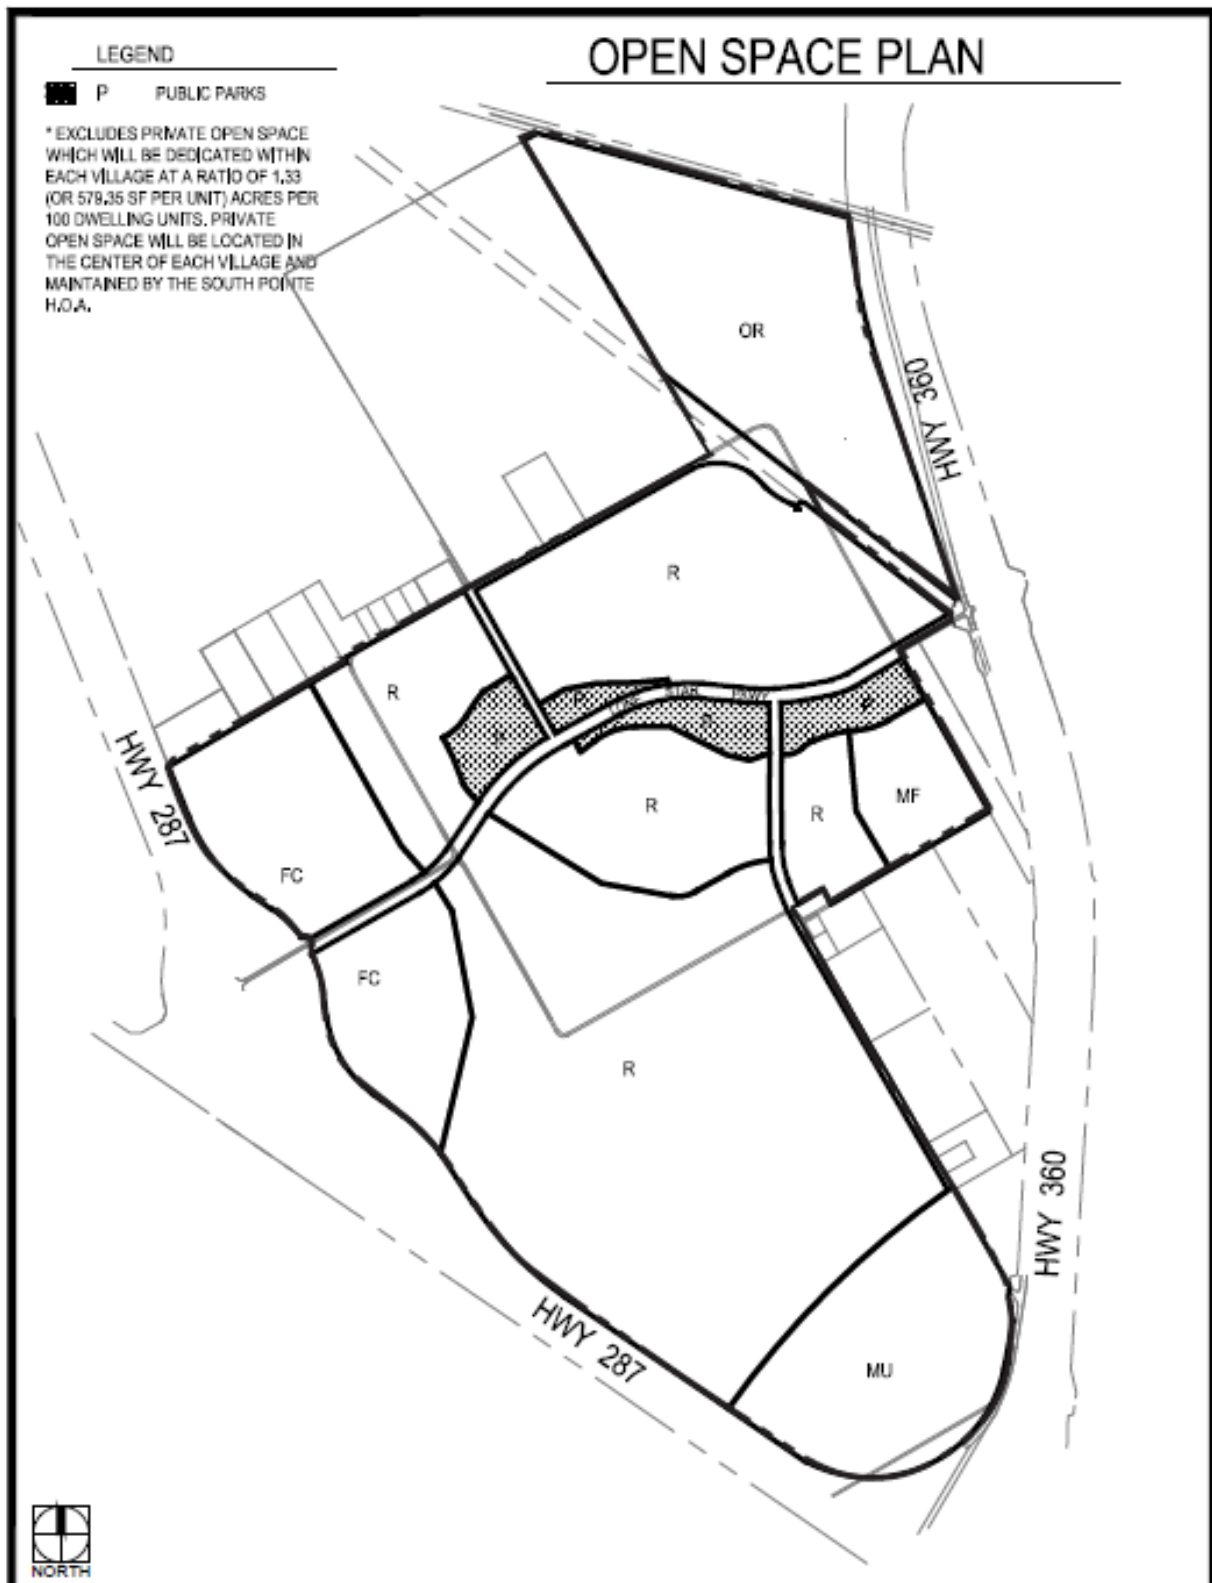 OPEN SPACE PLAN
LEGEND
P PUBLIC PARKS
* EXCLUDES PRIVATE OPEN SPACE
WHICH WILL BE DEDICATED WITHIN
EACH VILLAGE AT A RATIO OF 1.33
(OR 579.35 SF PER UNIT) ACRES PER
100 DWELLING UNITS. PRIVATE
OPEN SPACE WILL BE LOCATED IN
THE CENTER OF EACH VILLAGE AND
MAINTAINED BY THE SOUTH POINTE
H.O.A.
OR
HWY 360
R
R
P
STAR PKWY
P
P
HWY 287
R
R
MF
FC
FC
R
HWY 360
HWY 287
MU
NORTH